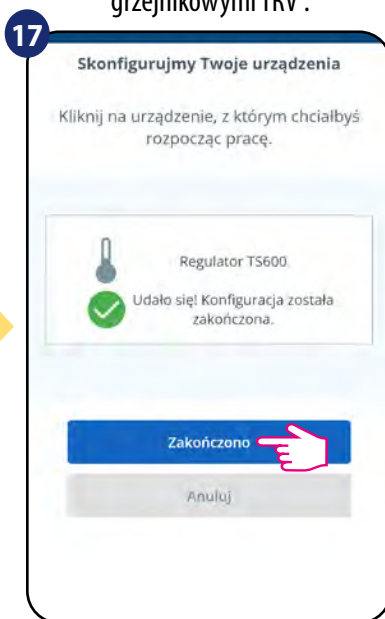 grzejnikowymi TRV .
17
Skonfigurujmy Twoje urządzenia
Kliknij na urządzenie, z którym chciałbyś
rozpocząc pracę.
Regulator TS600
Udało się! Konfiguracja została
zakończona.
Zakończono
Anuluj